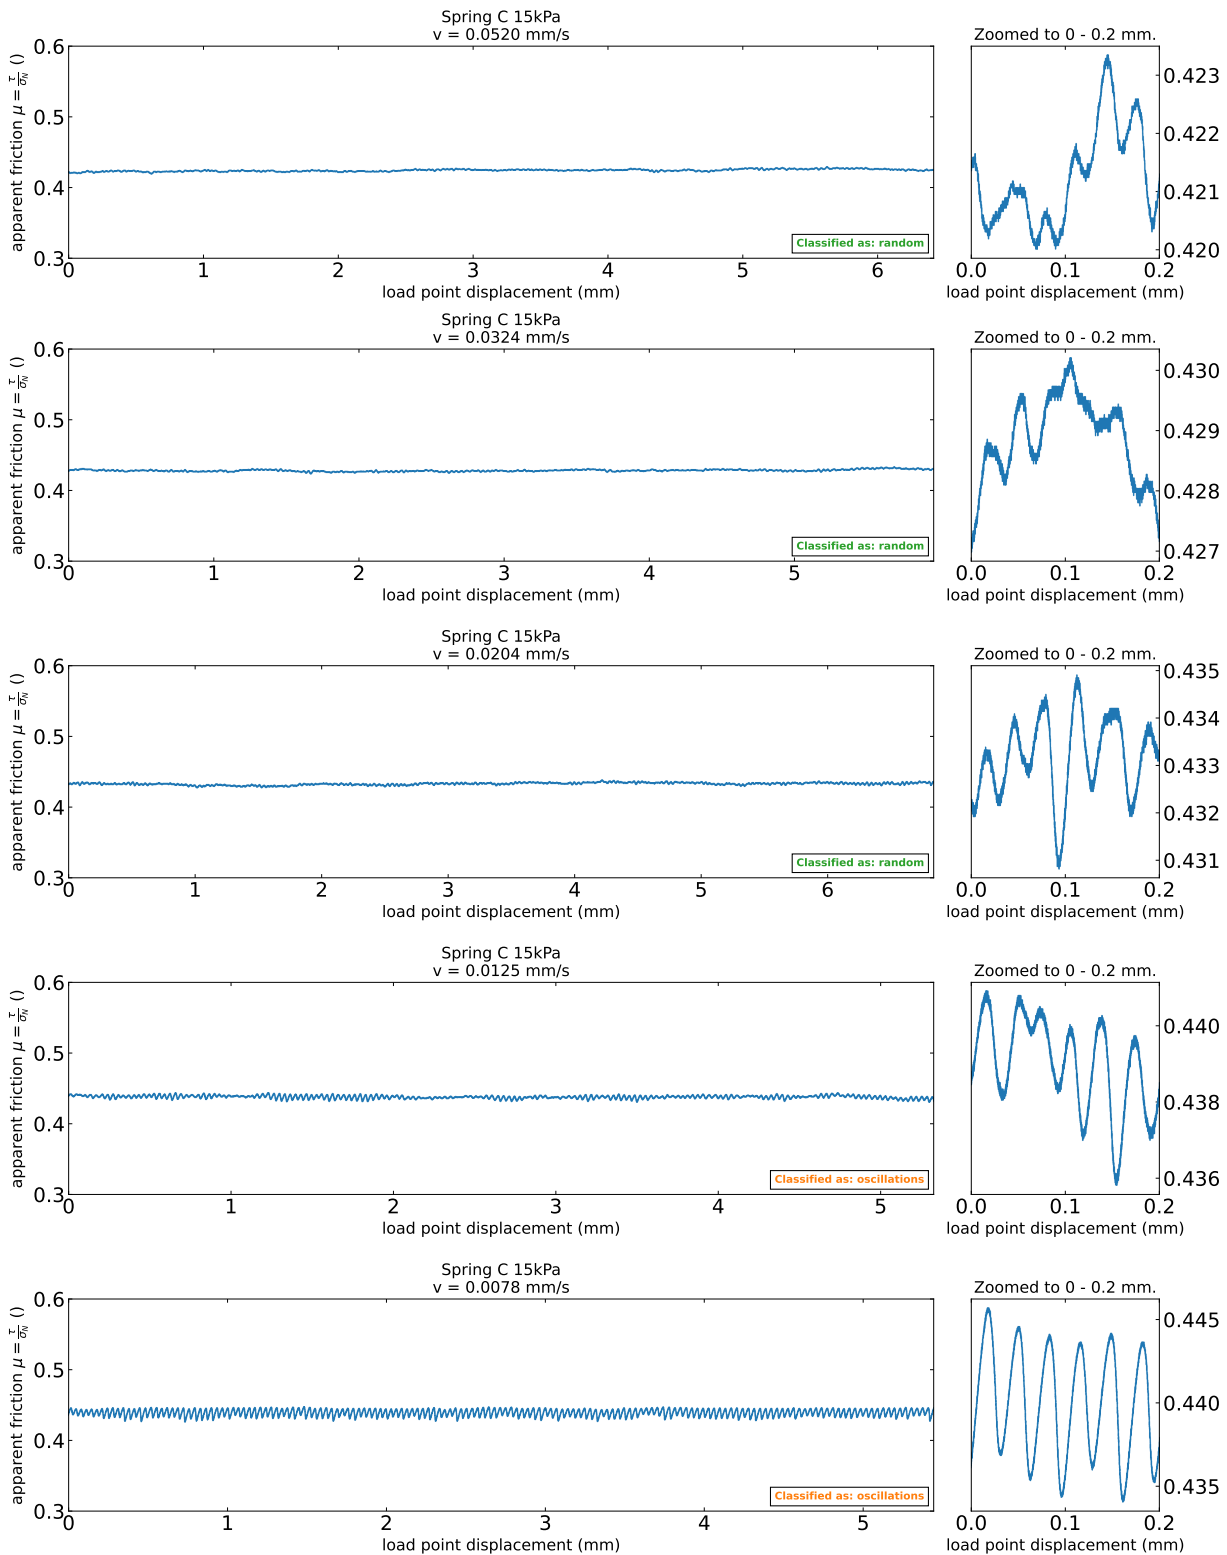 Spring C 15kPa
v = 0.0520 mm/s
Zoomed to 0 - 0.2 mm.
apparent friction μ = τ/σ_N ()
0.6
0.5
0.4
0.3
0 1 2 3 4 5 6
load point displacement (mm)
Classified as: random
0.423
0.422
0.421
0.420
0.0 0.1 0.2
load point displacement (mm)
Spring C 15kPa
v = 0.0324 mm/s
Zoomed to 0 - 0.2 mm.
apparent friction μ = τ/σ_N ()
0.6
0.5
0.4
0.3
0 1 2 3 4 5
load point displacement (mm)
Classified as: random
0.430
0.429
0.428
0.427
0.0 0.1 0.2
load point displacement (mm)
Spring C 15kPa
v = 0.0204 mm/s
Zoomed to 0 - 0.2 mm.
apparent friction μ = τ/σ_N ()
0.6
0.5
0.4
0.3
0 1 2 3 4 5 6
load point displacement (mm)
Classified as: random
0.435
0.434
0.433
0.432
0.431
0.0 0.1 0.2
load point displacement (mm)
Spring C 15kPa
v = 0.0125 mm/s
Zoomed to 0 - 0.2 mm.
apparent friction μ = τ/σ_N ()
0.6
0.5
0.4
0.3
0 1 2 3 4 5
load point displacement (mm)
Classified as: oscillations
0.440
0.438
0.436
0.0 0.1 0.2
load point displacement (mm)
Spring C 15kPa
v = 0.0078 mm/s
Zoomed to 0 - 0.2 mm.
apparent friction μ = τ/σ_N ()
0.6
0.5
0.4
0.3
0 1 2 3 4 5
load point displacement (mm)
Classified as: oscillations
0.445
0.440
0.435
0.0 0.1 0.2
load point displacement (mm)